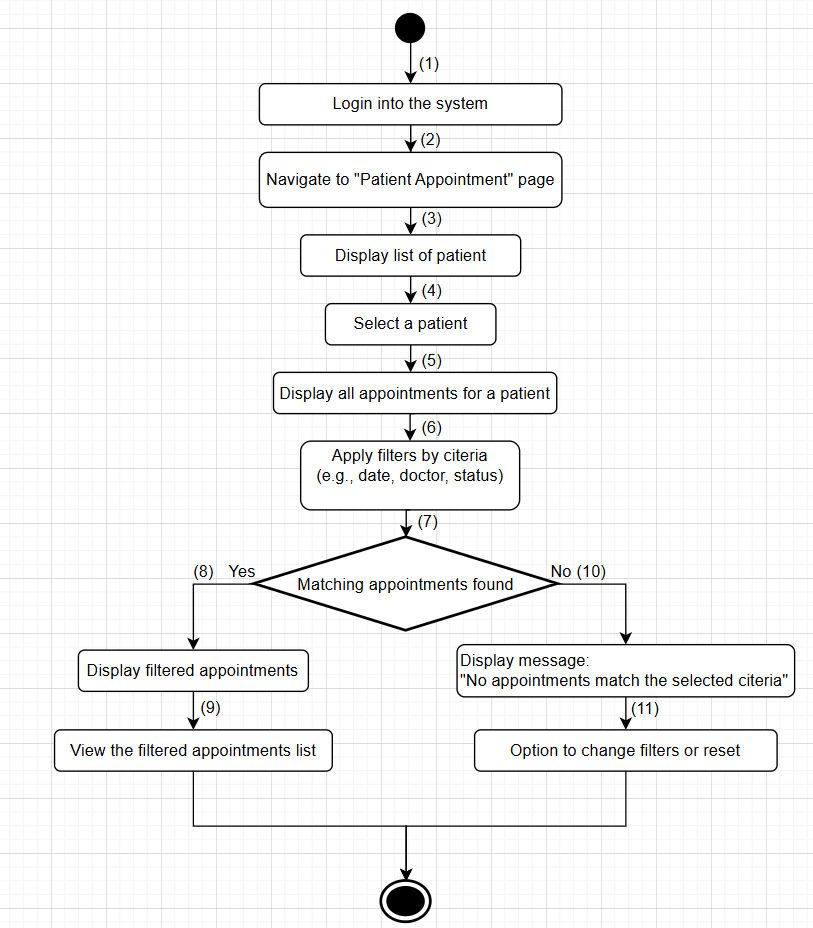 (1)
Login into the system
(2)
Navigate to "Patient Appointment" page
(3)
Display list of patient
(4)
Select a patient
(5)
Display all appointments for a patient
(6)
Apply filters by citeria
(e.g., date, doctor, status)
(7)
(8) Yes
No (10)
Matching appointments found
Display filtered appointments
Display message:
"No appointments match the selected citeria"
(9)
(11)
View the filtered appointments list
Option to change filters or reset